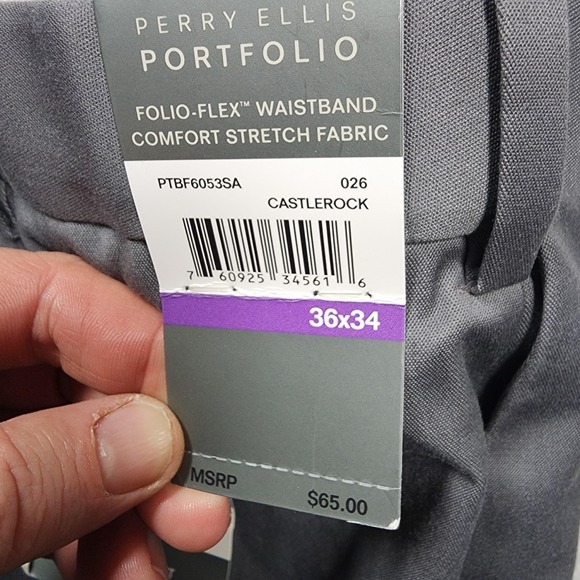 PERRY ELLIS
PORTFOLIO
FOLIO-FLEX™ WAISTBAND
COMFORT STRETCH FABRIC
PTBF6053SA 026
CASTLEROCK
7 60925 34561 6
36x34
MSRP
$65.00